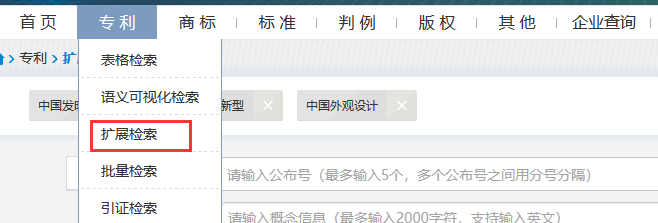 首页 专利 商标 标准 判例 版权 其他 企业查询
专利 > 扩
表格检索
语义可视化检索
中国发 新型 × 中国外观设计 ×
扩展检索
批量检索
请输入公布号（最多输入5个，多个公布号之间用分号分隔）
引证检索
请输入概念信息（最多输入2000字符，支持输入英文）